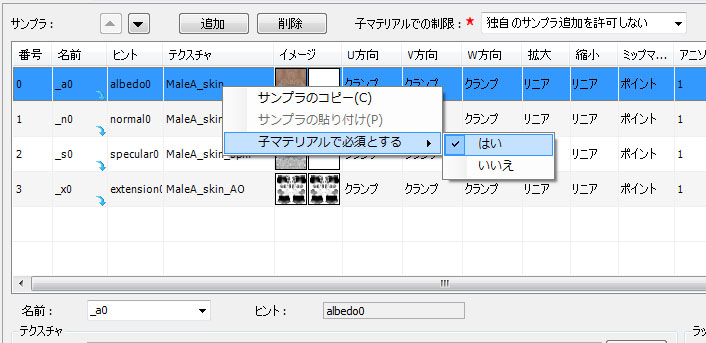 サンプラ： 追加 削除 子マテリアルでの制限：★ 独自のサンプラ追加を許可しない
番号 名前 ヒント テクスチャ イメージ U方向 V方向 W方向 拡大 縮小 ミップマ... アニソ
0 _a0 albedo0 MaleA_skin クランプ クランプ クランプ リニア リニア ポイント 1
サンプラのコピー(C)
1 _n0 normal0 MaleA_skin サンプラの貼り付け(P) クランプ リニア リニア ポイント 1
子マテリアルで必須とする はい
2 _s0 specular0 MaleA_skin リニア ポイント 1
いいえ
3 _x0 extension0 MaleA_skin_AO クランプ クランプ クランプ リニア リニア ポイント 1
名前： _a0 ヒント： albedo0
テクスチャ